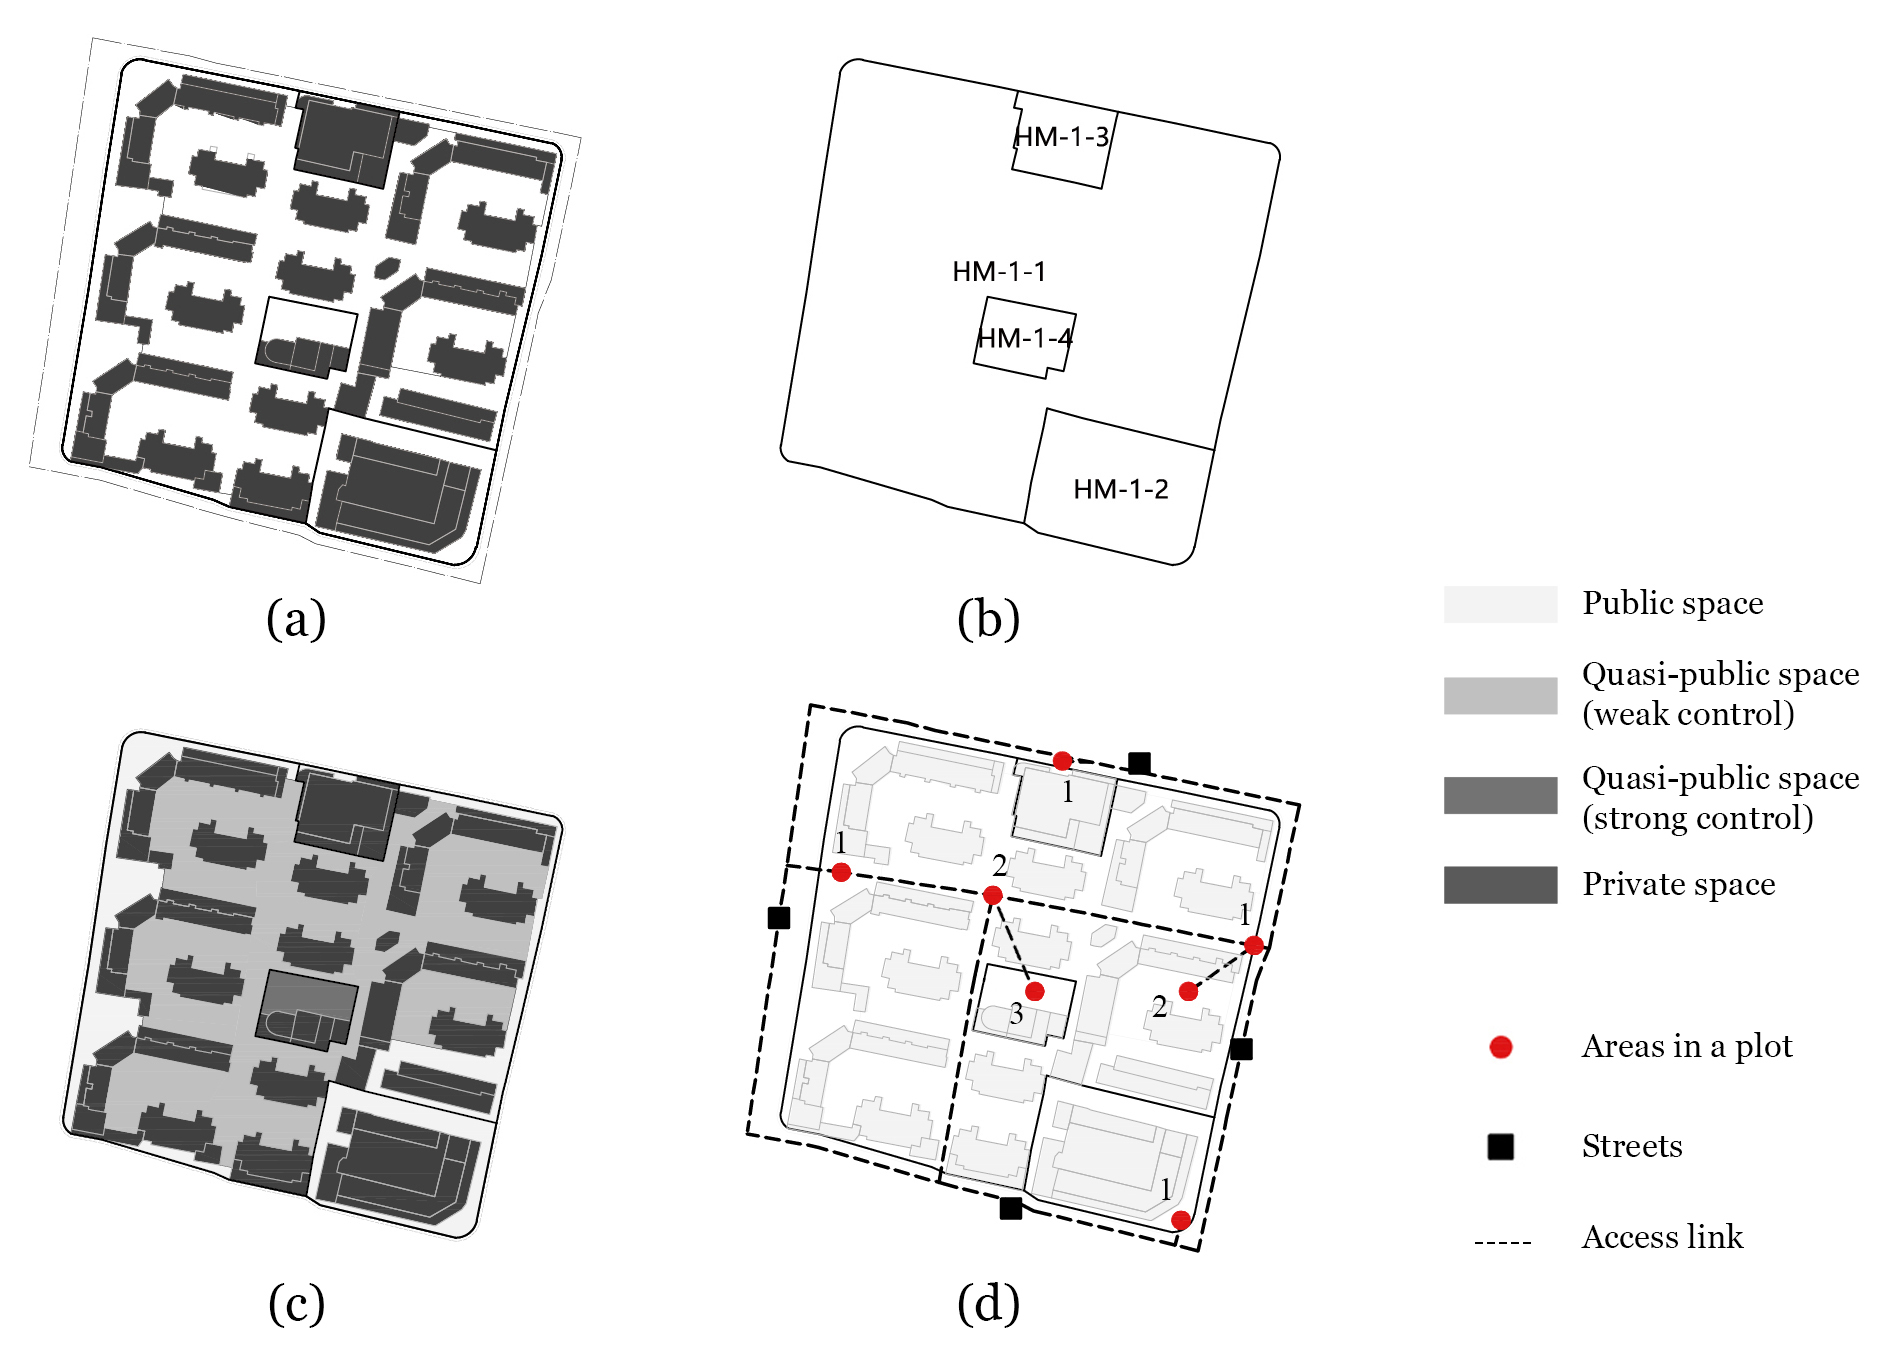 HM-1-3
HM-1-1
HM-1-4
HM-1-2
(a)
(b)
Public space
Quasi-public space
(weak control)
Quasi-public space
(strong control)
Private space
1
1
2
1
2
3
1
Areas in a plot
Streets
Access link
(c)
(d)